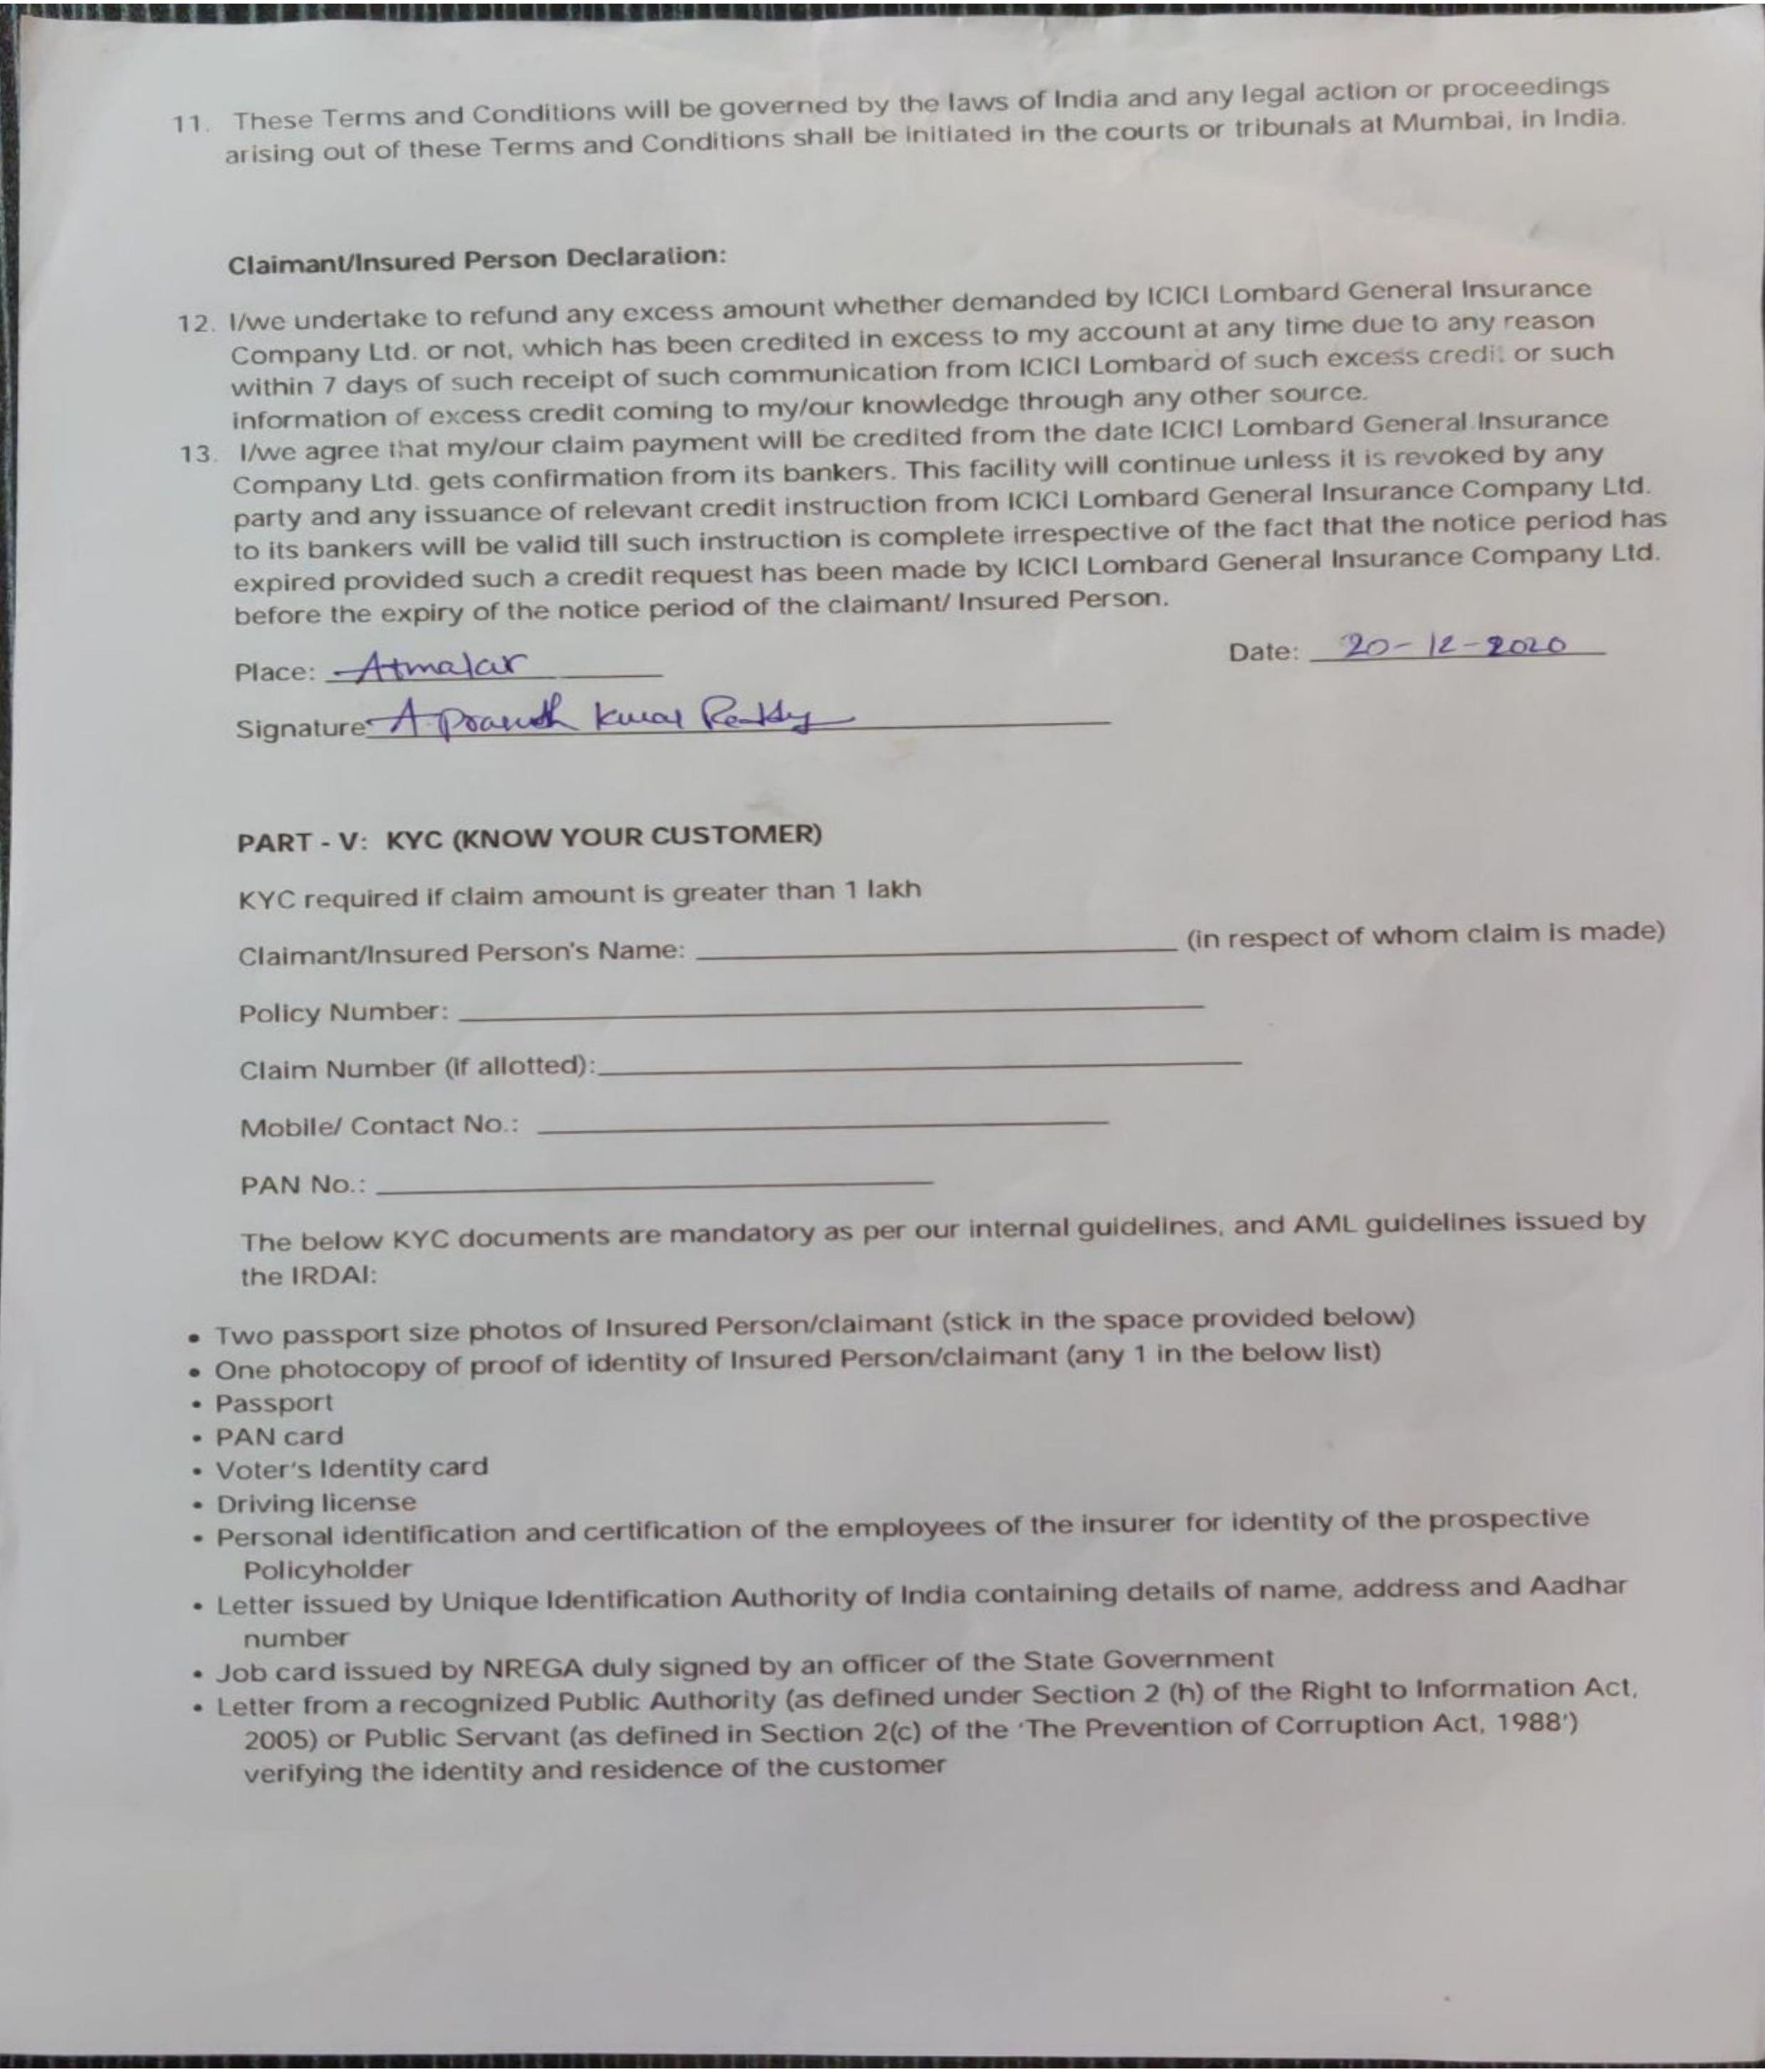 11. These Terms and Conditions will be governed by the laws of India and any legal action or proceedings
arising out of these Terms and Conditions shall be initiated in the courts or tribunals at Mumbai, in India.
Claimant/Insured Person Declaration:
12. I/we undertake to refund any excess amount whether demanded by ICICI Lombard General Insurance
Company Ltd. or not, which has been credited in excess to my account at any time due to any reason
within 7 days of such receipt of such communication from ICICI Lombard of such excess credit or such
information of excess credit coming to my/our knowledge through any other source.
13. I/we agree that my/our claim payment will be credited from the date ICICI Lombard General Insurance
Company Ltd. gets confirmation from its bankers. This facility will continue unless it is revoked by any
party and any issuance of relevant credit instruction from ICICI Lombard General Insurance Company Ltd.
to its bankers will be valid till such instruction is complete irrespective of the fact that the notice period has
expired provided such a credit request has been made by ICICI Lombard General Insurance Company Ltd.
before the expiry of the notice period of the claimant/ Insured Person.
Place: Atmalar Date: 20-12-2020
Signature: A. Reddy
PART - V: KYC (KNOW YOUR CUSTOMER)
KYC required if claim amount is greater than 1 lakh
Claimant/Insured Person's Name: (in respect of whom claim is made)
Policy Number:
Claim Number (if allotted):
Mobile/ Contact No.:
PAN No.:
The below KYC documents are mandatory as per our internal guidelines, and AML guidelines issued by
the IRDAI:
• Two passport size photos of Insured Person/claimant (stick in the space provided below)
• One photocopy of proof of identity of Insured Person/claimant (any 1 in the below list)
• Passport
• PAN card
• Voter's Identity card
• Driving license
• Personal identification and certification of the employees of the insurer for identity of the prospective
Policyholder
• Letter issued by Unique Identification Authority of India containing details of name, address and Aadhar
number
• Job card issued by NREGA duly signed by an officer of the State Government
• Letter from a recognized Public Authority (as defined under Section 2 (h) of the Right to Information Act,
2005) or Public Servant (as defined in Section 2(c) of the 'The Prevention of Corruption Act, 1988')
verifying the identity and residence of the customer